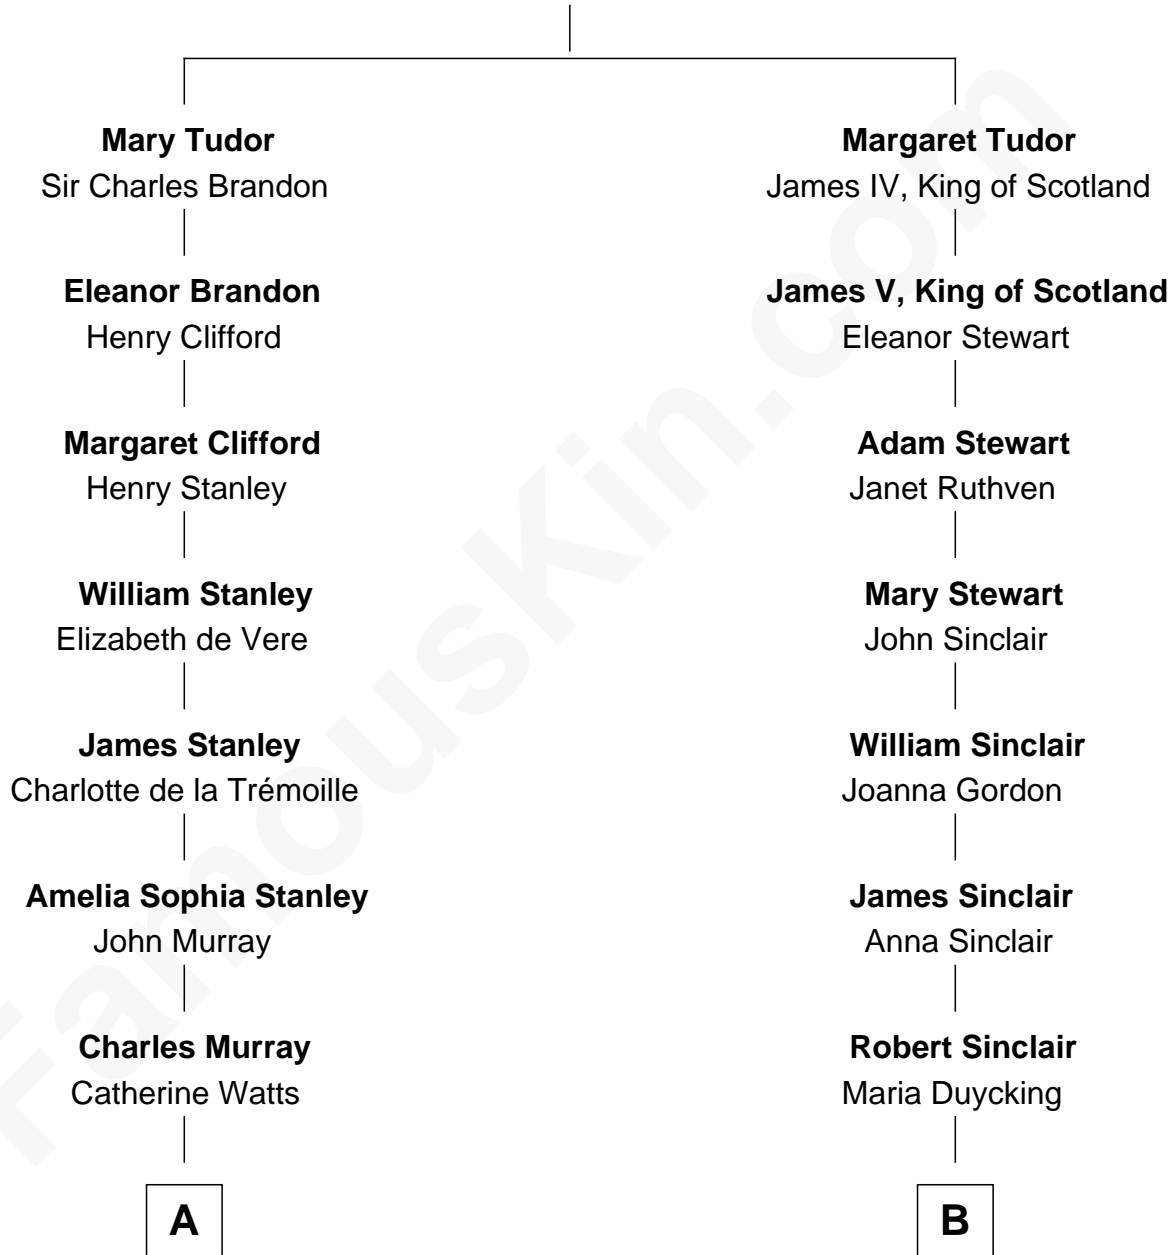 Mary Tudor
Sir Charles Brandon
Margaret Tudor
James IV, King of Scotland
Eleanor Brandon
Henry Clifford
James V, King of Scotland
Eleanor Stewart
Margaret Clifford
Henry Stanley
Adam Stewart
Janet Ruthven
William Stanley
Elizabeth de Vere
Mary Stewart
John Sinclair
James Stanley
Charlotte de la Trémoille
William Sinclair
Joanna Gordon
Amelia Sophia Stanley
John Murray
James Sinclair
Anna Sinclair
Charles Murray
Catherine Watts
Robert Sinclair
Maria Duycking
A
B
FamousKin.com